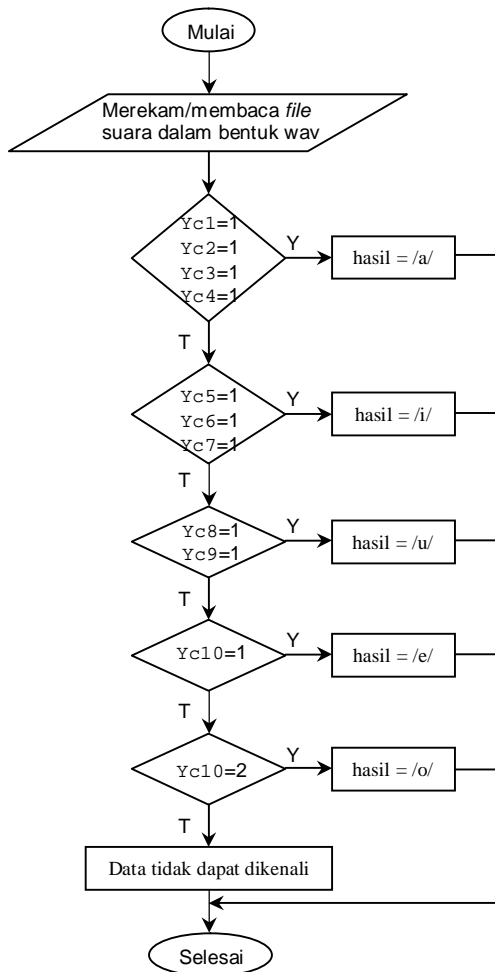 Mulai
Merekam/membaca file
suara dalam bentuk wav
Yc1=1
Yc2=1
Yc3=1
Yc4=1
Y
hasil = /a/
T
Yc5=1
Yc6=1
Yc7=1
Y
hasil = /i/
T
Yc8=1
Yc9=1
Y
hasil = /u/
T
Yc10=1
Y
hasil = /e/
T
Yc10=2
Y
hasil = /o/
T
Data tidak dapat dikenali
Selesai